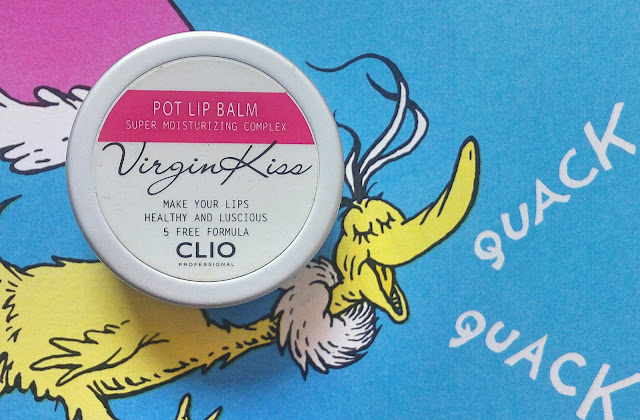 POT LIP BALM
SUPER MOISTURIZING COMPLEX
VirginKiss
MAKE YOUR LIPS
HEALTHY AND LUSCIOUS
5 FREE FORMULA
CLIO
PROFESSIONAL
QUACK
QUACK